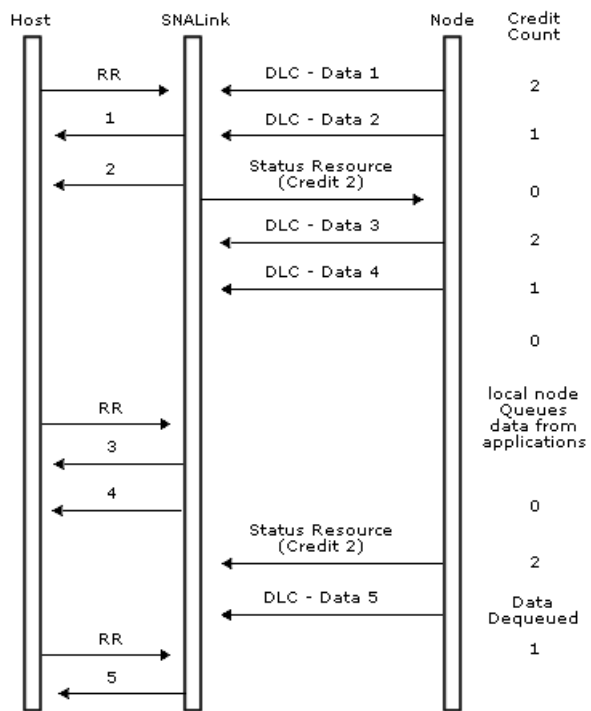 Host SNALink Node Credit
Count
RR DLC - Data 1 2
1 DLC - Data 2 1
2 Status Resource
(Credit 2) 0
DLC - Data 3 2
DLC - Data 4 1
0
local node
Queues
data from
applications
RR
3
4 0
Status Resource
(Credit 2) 2
DLC - Data 5 Data
Dequeued
RR 1
5